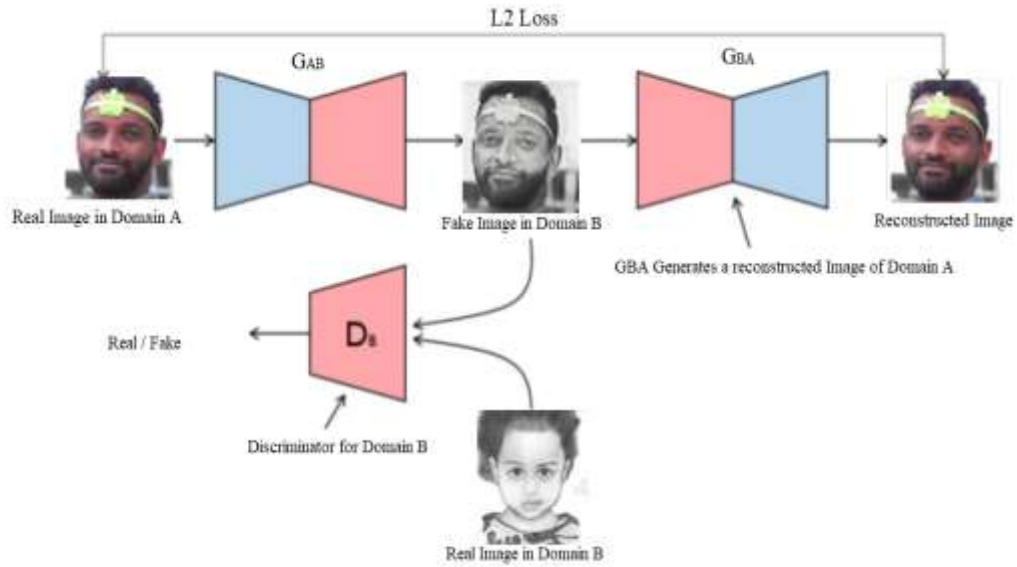 L2 Loss
GAB
GBA
Real Image in Domain A
Fake Image in Domain B
Reconstructed Image
GBA Generates a reconstructed Image of Domain A
Real / Fake
DB
Discriminator for Domain B
Real Image in Domain B